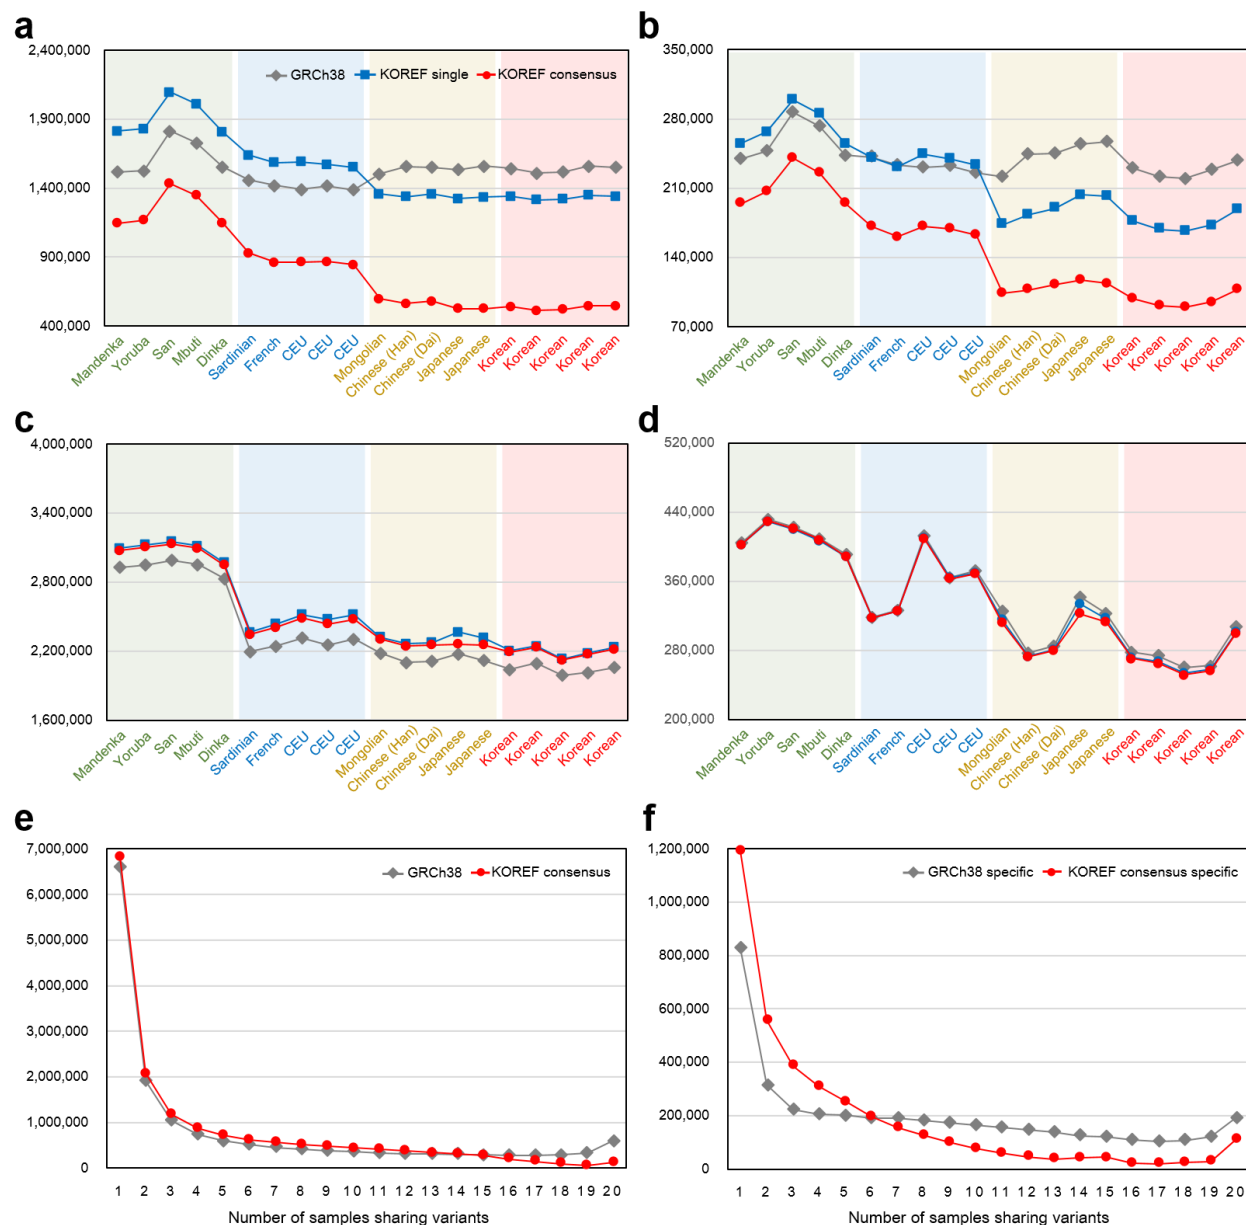 a
2,400,000
1,900,000
1,400,000
900,000
400,000
GRCh38 KOREF single KOREF consensus
Mandenka Yoruba San Mbuti Dinka Sardinian French CEU CEU CEU Mongolian Chinese (Han) Chinese (Dai) Japanese Japanese Korean Korean Korean Korean Korean
b
350,000
280,000
210,000
140,000
70,000
Mandenka Yoruba San Mbuti Dinka Sardinian French CEU CEU CEU Mongolian Chinese (Han) Chinese (Dai) Japanese Japanese Korean Korean Korean Korean Korean
c
4,000,000
3,400,000
2,800,000
2,200,000
1,600,000
Mandenka Yoruba San Mbuti Dinka Sardinian French CEU CEU CEU Mongolian Chinese (Han) Chinese (Dai) Japanese Japanese Korean Korean Korean Korean Korean
d
520,000
440,000
360,000
280,000
200,000
Mandenka Yoruba San Mbuti Dinka Sardinian French CEU CEU CEU Mongolian Chinese (Han) Chinese (Dai) Japanese Japanese Korean Korean Korean Korean Korean
e
7,000,000
6,000,000
5,000,000
4,000,000
3,000,000
2,000,000
1,000,000
0
GRCh38 KOREF consensus
1 2 3 4 5 6 7 8 9 10 11 12 13 14 15 16 17 18 19 20
Number of samples sharing variants
f
1,200,000
1,000,000
800,000
600,000
400,000
200,000
0
GRCh38 specific KOREF consensus specific
1 2 3 4 5 6 7 8 9 10 11 12 13 14 15 16 17 18 19 20
Number of samples sharing variants